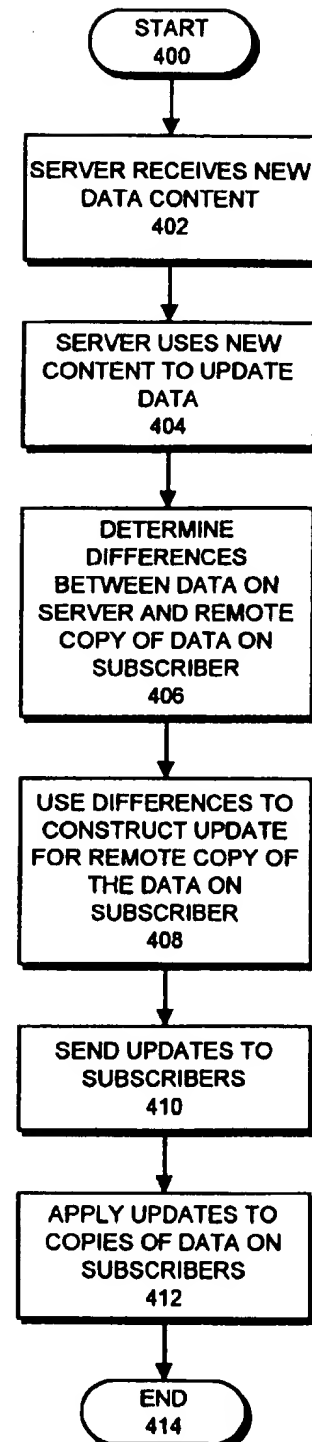 START
400
SERVER RECEIVES NEW
DATA CONTENT
402
SERVER USES NEW
CONTENT TO UPDATE
DATA
404
DETERMINE
DIFFERENCES
BETWEEN DATA ON
SERVER AND REMOTE
COPY OF DATA ON
SUBSCRIBER
406
USE DIFFERENCES TO
CONSTRUCT UPDATE
FOR REMOTE COPY OF
THE DATA ON
SUBSCRIBER
408
SEND UPDATES TO
SUBSCRIBERS
410
APPLY UPDATES TO
COPIES OF DATA ON
SUBSCRIBERS
412
END
414